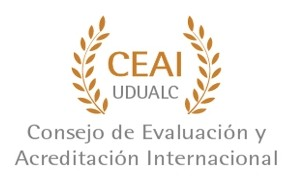 CEAI
UDUALC
Consejo de Evaluación y
Acreditación Internacional